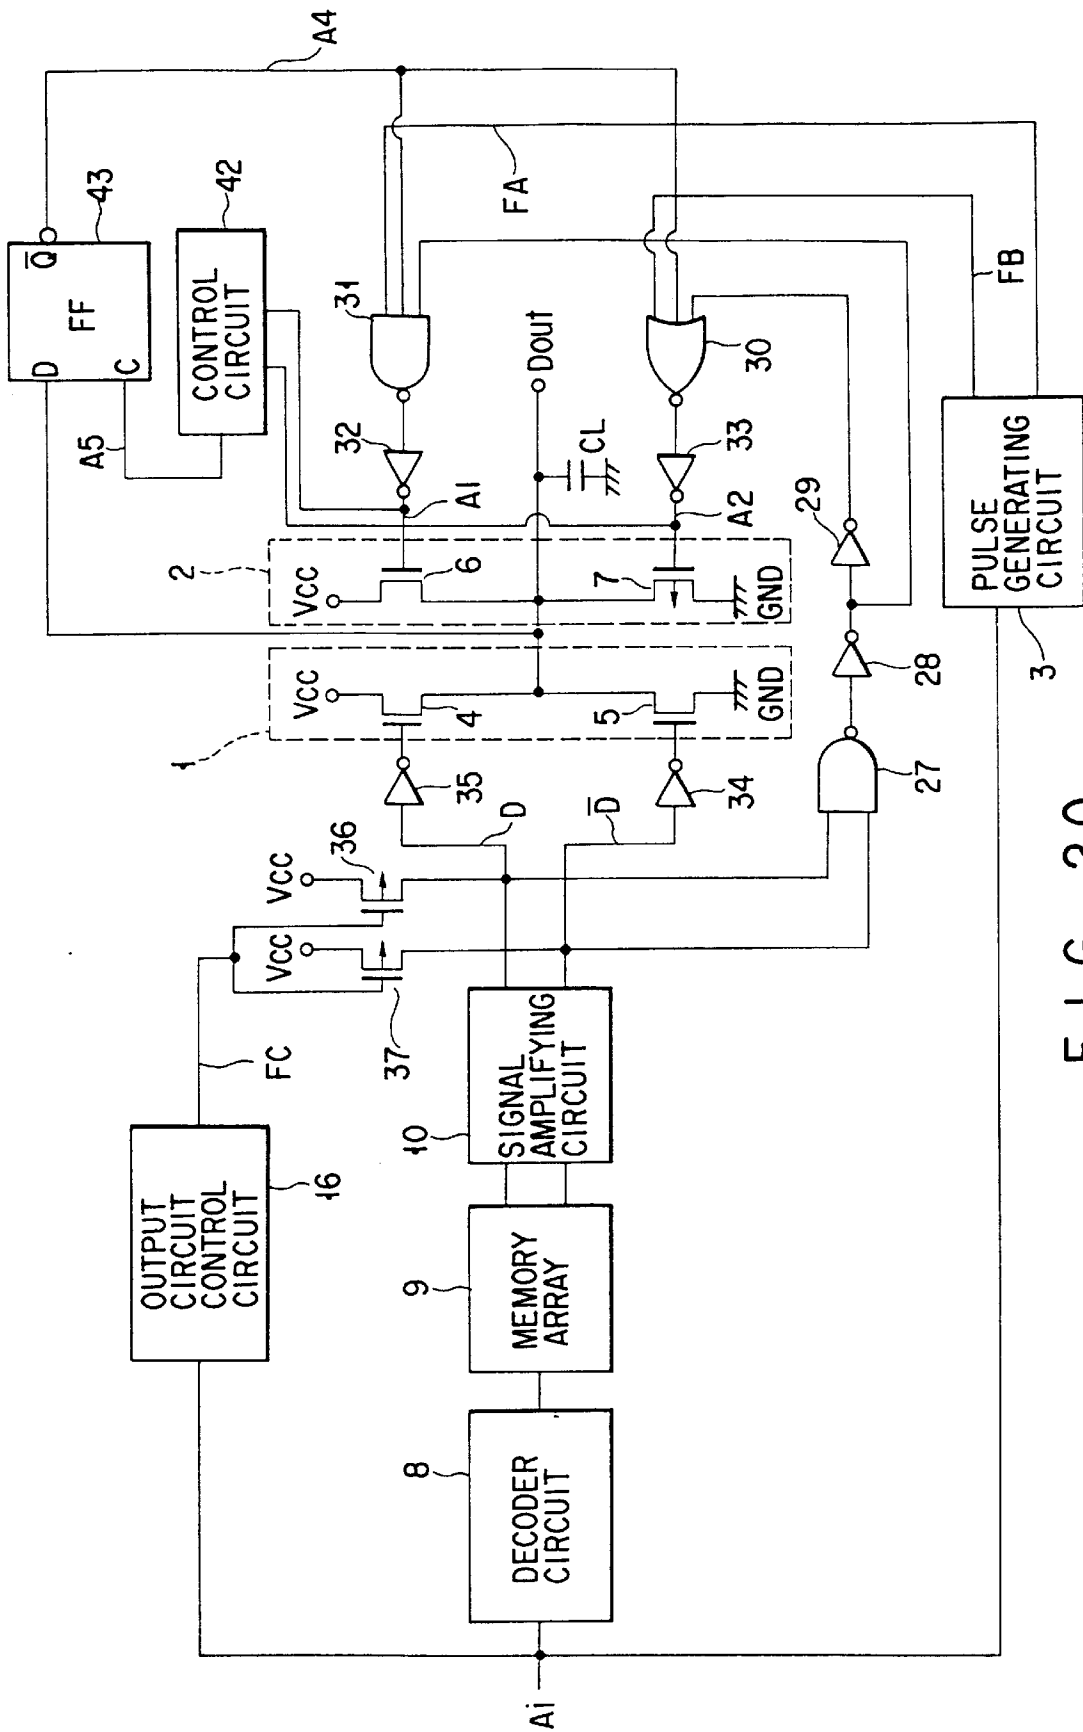 A4
FA
43
Q
FF
D
C
42
CONTROL
CIRCUIT
A5
31
32
A1
30
Dout
CL
33
A2
FB
2
VCC
6
7
GND
29
28
27
PULSE
GENERATING
CIRCUIT
3
1
VCC
4
5
GND
35
34
D
D
VCC
36
VCC
37
FC
OUTPUT
CIRCUIT
CONTROL
CIRCUIT
16
SIGNAL
AMPLIFYING
CIRCUIT
10
MEMORY
ARRAY
9
DECODER
CIRCUIT
8
Ai